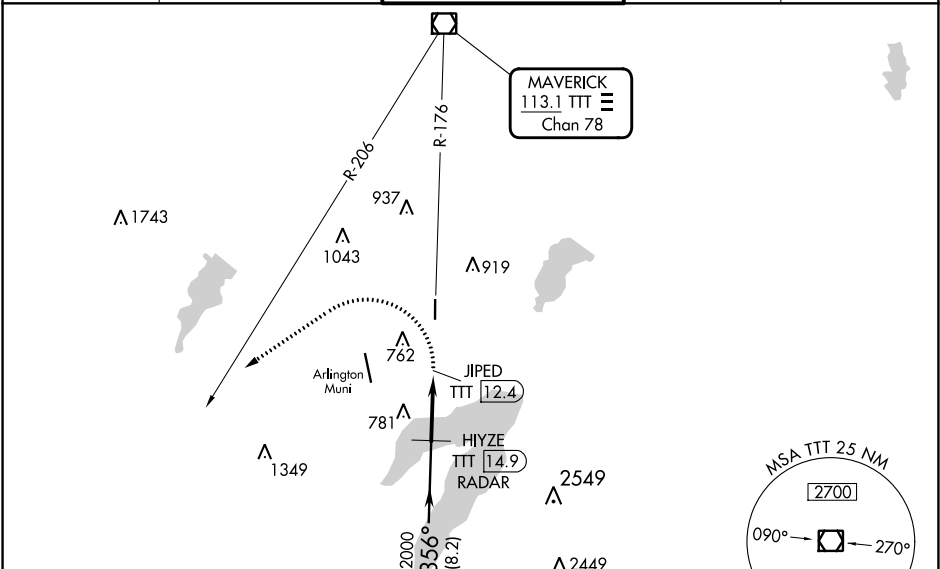 MAVERICK
113.1 TTT
Chan 78
R-176
R-206
937
1743
1043
919
762
Arlington
Muni
JIPED
TTT 12.4
781
HIYZE
TTT 14.9
RADAR
1349
2549
MSA TTT 25 NM
2700
090°
270°
2000
356°
(8.2)
2449